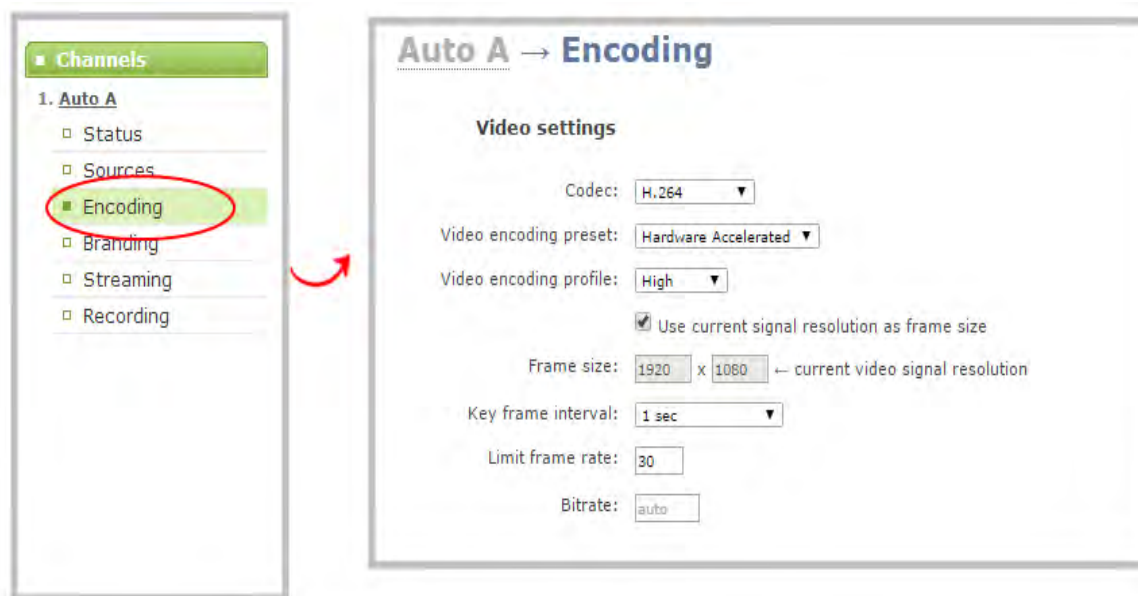 Channels
1. Auto A
Status
Sources
Encoding
Branding
Streaming
Recording
Auto A → Encoding
Video settings
Codec: H.264
Video encoding preset: Hardware Accelerated
Video encoding profile: High
Use current signal resolution as frame size
Frame size: 1920 x 1080 ← current video signal resolution
Key frame interval: 1 sec
Limit frame rate: 30
Bitrate: auto